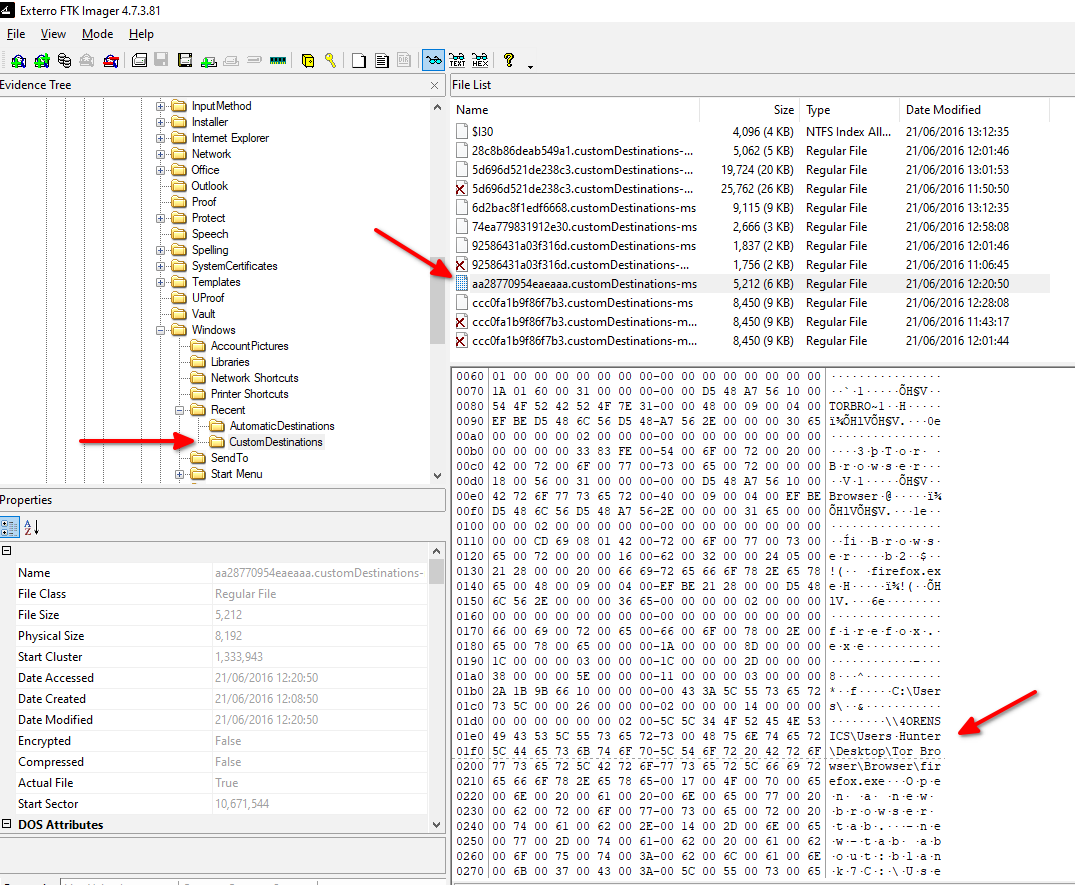 Exterro FTK Imager 4.7.3.81
File View Mode Help
Evidence Tree
InputMethod
Installer
Internet Explorer
Network
Office
Outlook
Proof
Protect
Speech
Spelling
SystemCertificates
Templates
UProof
Vault
Windows
AccountPictures
Libraries
Network Shortcuts
Printer Shortcuts
Recent
AutomaticDestinations
CustomDestinations
SendTo
Start Menu
Properties
Name aa28770954eaeaaa.customDestinations-
File Class Regular File
File Size 5,212
Physical Size 8,192
Start Cluster 1,333,943
Date Accessed 21/06/2016 12:20:50
Date Created 21/06/2016 12:08:50
Date Modified 21/06/2016 12:20:50
Encrypted False
Compressed False
Actual File True
Start Sector 10,671,544
DOS Attributes
File List
Name Size Type Date Modified
$I30 4,096 (4 KB) NTFS Index All... 21/06/2016 13:12:35
28c8b86deab549a1.customDestinations-... 5,062 (5 KB) Regular File 21/06/2016 12:01:46
5d696d521de238c3.customDestinations-... 19,724 (20 KB) Regular File 21/06/2016 13:01:53
5d696d521de238c3.customDestinations-... 25,762 (26 KB) Regular File 21/06/2016 11:50:50
6d2bac8f1edf6668.customDestinations-ms 9,115 (9 KB) Regular File 21/06/2016 13:12:35
74ea779831912e30.customDestinations-ms 2,666 (3 KB) Regular File 21/06/2016 12:58:08
92586431a03f316d.customDestinations-ms 1,837 (2 KB) Regular File 21/06/2016 12:01:46
92586431a03f316d.customDestinations-... 1,756 (2 KB) Regular File 21/06/2016 11:06:45
aa28770954eaeaaa.customDestinations-ms 5,212 (6 KB) Regular File 21/06/2016 12:20:50
ccc0fa1b9f86f7b3.customDestinations-ms 8,450 (9 KB) Regular File 21/06/2016 12:28:08
ccc0fa1b9f86f7b3.customDestinations-m... 8,450 (9 KB) Regular File 21/06/2016 11:43:17
ccc0fa1b9f86f7b3.customDestinations-m... 8,450 (9 KB) Regular File 21/06/2016 12:01:44
0060 01 00 00 00 00 00 00 00-00 00 00 00 00 00 00 00 ················
0070 1A 01 60 00 31 00 00 00-00 00 D5 48 A7 56 10 00 ··`·1·····ÕH§V··
0080 54 4F 52 42 52 4F 7E 31-00 00 48 00 09 00 04 00 TORBRO~1··H·····
0090 EF BE D5 48 6C 56 D5 48-A7 56 2E 00 00 00 30 65 ï¾ÕHlVÕH§V.···0e
00a0 00 00 00 00 02 00 00 00-00 00 00 00 00 00 00 00 ················
00b0 00 00 00 00 33 83 FE 00-54 00 6F 00 72 00 20 00 ····3·þ·T·o·r· ·
00c0 42 00 72 00 6F 00 77 00-73 00 65 00 72 00 00 00 B·r·o·w·s·e·r···
00d0 18 00 56 00 31 00 00 00-00 00 D5 48 A7 56 10 00 ··V·1·····ÕH§V··
00e0 42 72 6F 77 73 65 72 00-40 00 09 00 04 00 EF BE Browser·@·····ï¾
00f0 D5 48 6C 56 D5 48 A7 56-2E 00 00 00 31 65 00 00 ÕHlVÕH§V.···1e··
0100 00 00 02 00 00 00 00 00-00 00 00 00 00 00 00 00 ················
0110 00 00 CD 69 08 01 42 00-72 00 6F 00 77 00 73 00 ··Íi··B·r·o·w·s·
0120 65 00 72 00 00 00 16 00-62 00 32 00 00 24 05 00 e·r·····b·2··$··
0130 21 28 00 00 20 00 66 69-72 65 66 6F 78 2E 65 78 !(·· ·firefox.ex
0140 65 00 48 00 09 00 04 00-EF BE 21 28 00 00 D5 48 e·H·····ï¾!(··ÕH
0150 6C 56 2E 00 00 00 36 65-00 00 00 00 02 00 00 00 lV.···6e········
0160 00 00 00 00 00 00 00 00-00 00 00 00 00 00 00 00 ················
0170 66 00 69 00 72 00 65 00-66 00 6F 00 78 00 2E 00 f·i·r·e·f·o·x·.·
0180 65 00 78 00 65 00 00 00-1A 00 00 00 8D 00 00 00 e·x·e···········
0190 1C 00 00 00 03 00 00 00-1C 00 00 00 2D 00 00 00 ············-···
01a0 38 00 00 00 5E 00 00 00-11 00 00 00 03 00 00 00 8···^···········
01b0 2A 1B 9B 66 10 00 00 00-00 43 3A 5C 55 73 65 72 *··f·····C:\User
01c0 73 5C 00 00 26 00 00 00-02 00 00 00 14 00 00 00 s\··&···········
01d0 00 00 00 00 00 00 02 00-5C 5C 34 4F 52 45 4E 53 ········\\4ORENS
01e0 49 43 53 5C 55 73 65 72-73 00 48 75 6E 74 65 72 ICS\Users·Hunter
01f0 5C 44 65 73 6B 74 6F 70-5C 54 6F 72 20 42 72 6F \Desktop\Tor Bro
0200 77 73 65 72 5C 42 72 6F-77 73 65 72 5C 66 69 72 wser\Browser\fir
0210 65 66 6F 78 2E 65 78 65-00 17 00 4F 00 70 00 65 efox.exe···O·p·e
0220 00 6E 00 20 00 61 00 20-00 6E 00 65 00 77 00 20 ·n· ·a· ·n·e·w· 
0230 00 62 00 72 00 6F 00 77-00 73 00 65 00 72 00 20 ·b·r·o·w·s·e·r· 
0240 00 74 00 61 00 62 00 2E-00 14 00 2D 00 6E 00 65 ·t·a·b·.···-·n·e
0250 00 77 00 2D 00 74 00 61-00 62 00 20 00 61 00 62 ·w·-·t·a·b· ·a·b
0260 00 6F 00 75 00 74 00 3A-00 62 00 6C 00 61 00 6E ·o·u·t·:·b·l·a·n
0270 00 6B 00 37 00 43 00 3A-00 5C 00 55 00 73 00 65 ·k·7·C·:·\·U·s·e